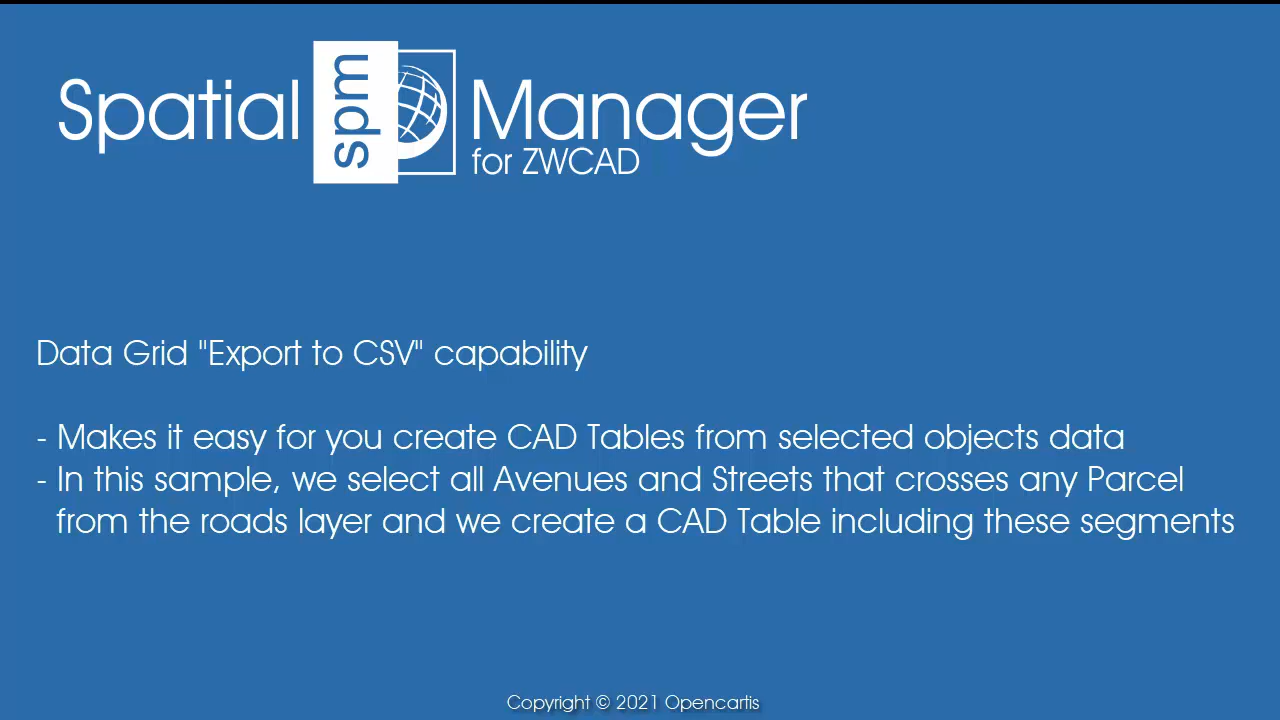 Spatial spm Manager
for ZWCAD
Data Grid "Export to CSV" capability
- Makes it easy for you create CAD Tables from selected objects data
- In this sample, we select all Avenues and Streets that crosses any Parcel
from the roads layer and we create a CAD Table including these segments
Copyright © 2021 Opencartis